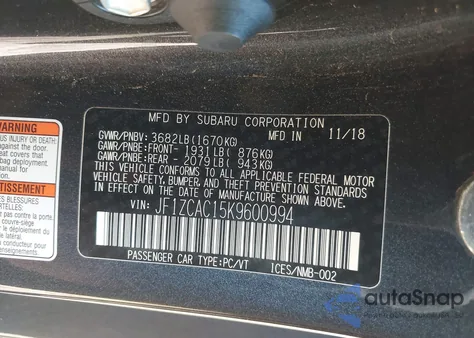 MFD BY SUBARU CORPORATION
MFD IN 11/18
GVWR/PNBV: 3682LB(1670KG)
GAWR/PNBE:FRONT- 1931LB( 876KG)
GAWR/PNBE:REAR - 2079LB( 943KG)
THIS VEHICLE CONFORMS TO ALL APPLICABLE FEDERAL MOTOR
VEHICLE SAFETY, BUMPER, AND THEFT PREVENTION STANDARDS
IN EFFECT ON THE DATE OF MANUFACTURE SHOWN ABOVE.
VIN: JF1ZCAC15K9600994
PASSENGER CAR TYPE:PC/VT ICES/NMB-002
WARNING
autoSnap